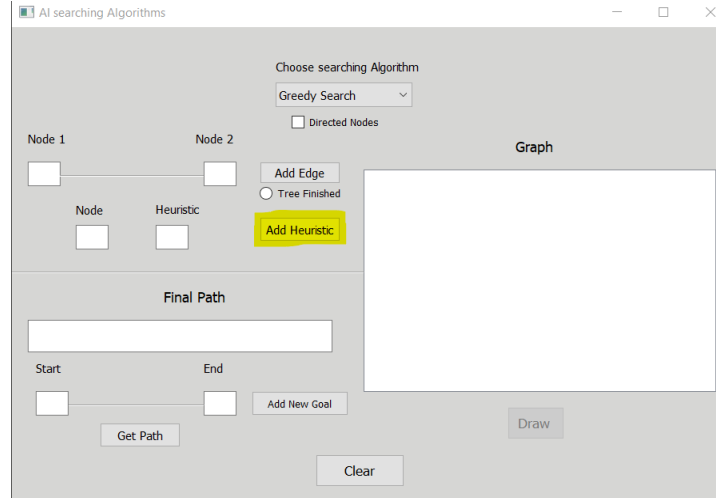 AI searching Algorithms
Choose searching Algorithm
Greedy Search
Directed Nodes
Node 1
Node 2
Graph
Add Edge
Tree Finished
Node
Heuristic
Add Heuristic
Final Path
Start
End
Add New Goal
Get Path
Draw
Clear